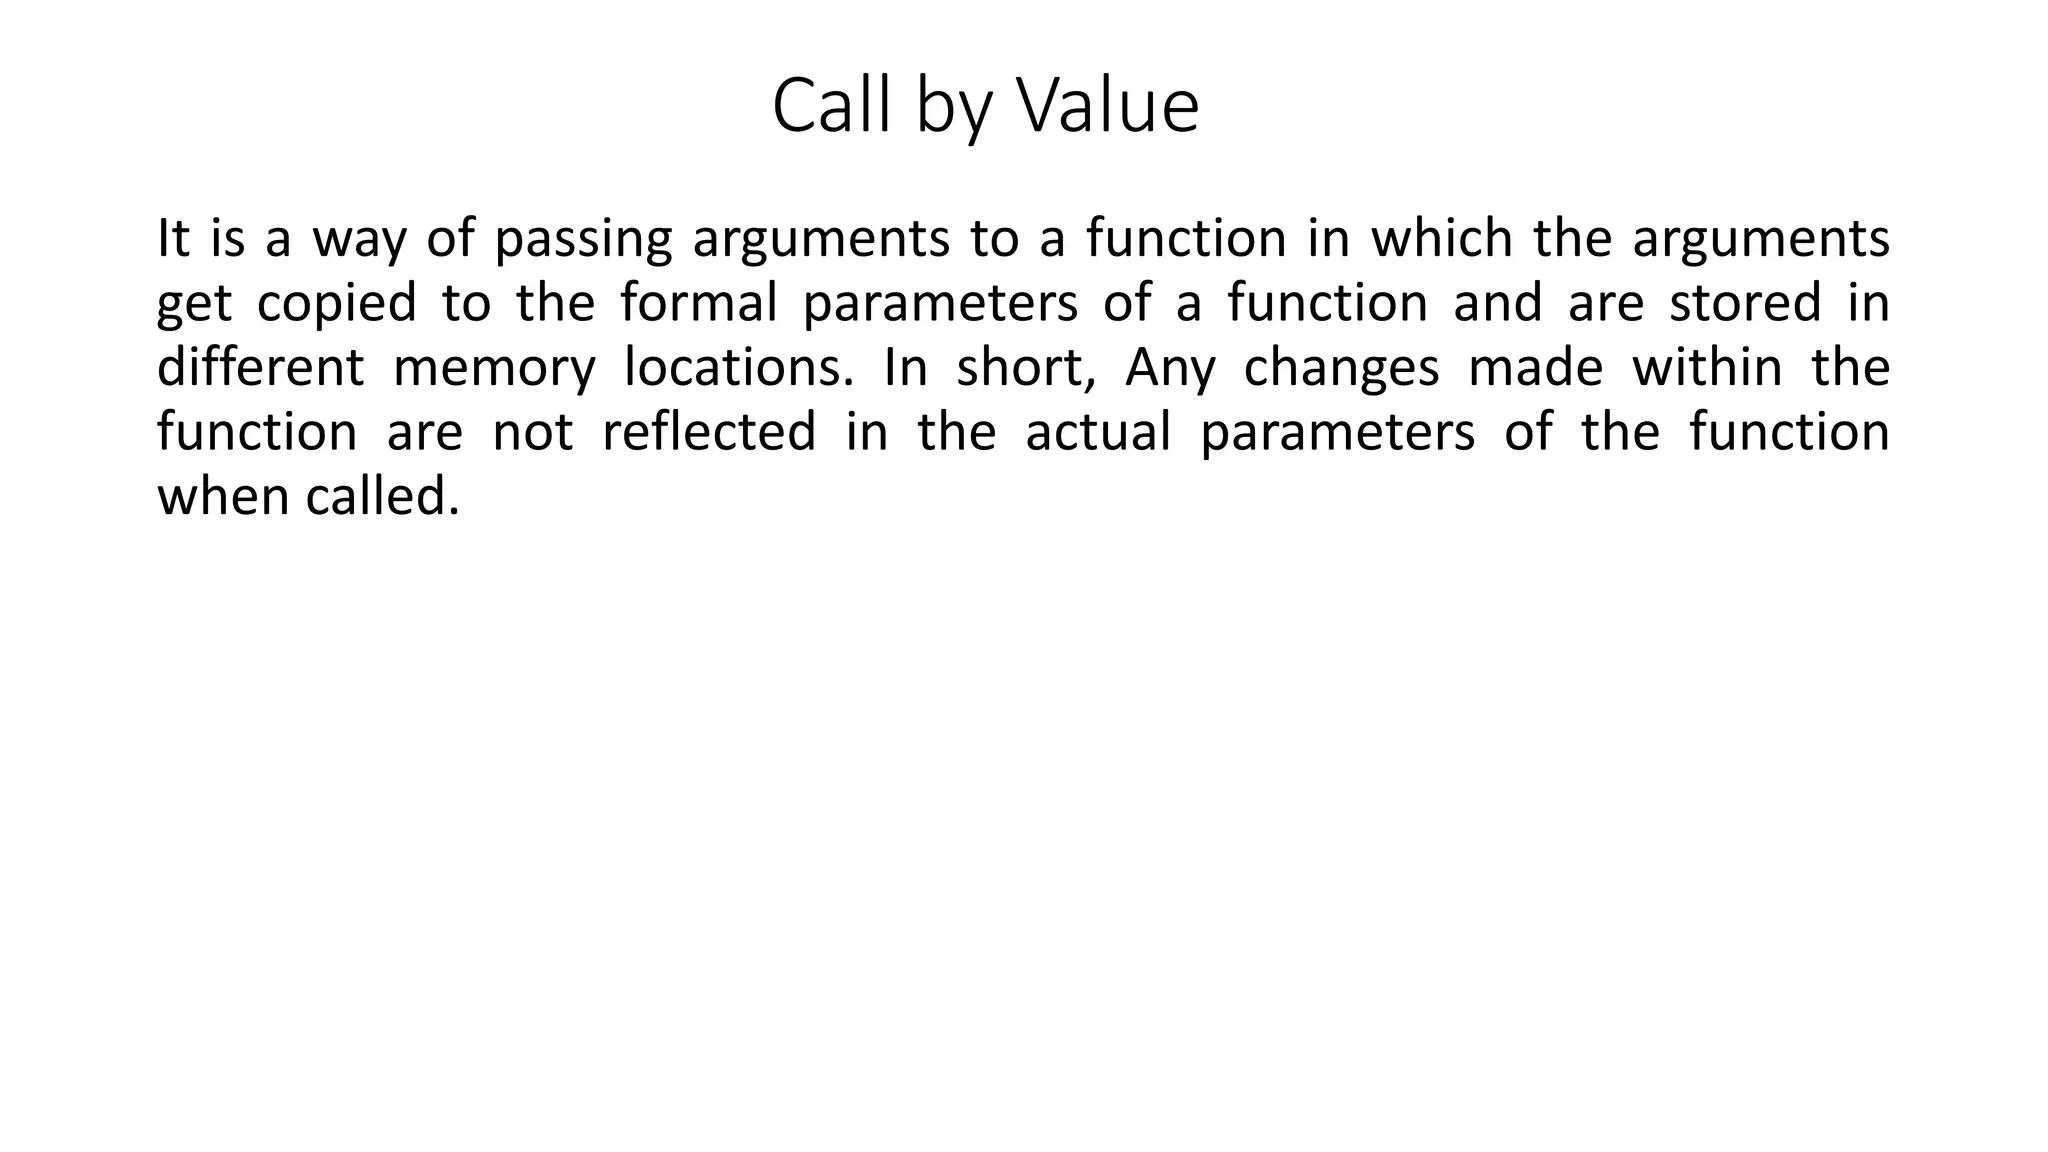 Call by Value
It is a way of passing arguments to a function in which the arguments
get copied to the formal parameters of a function and are stored in
different memory locations. In short, Any changes made within the
function are not reflected in the actual parameters of the function
when called.